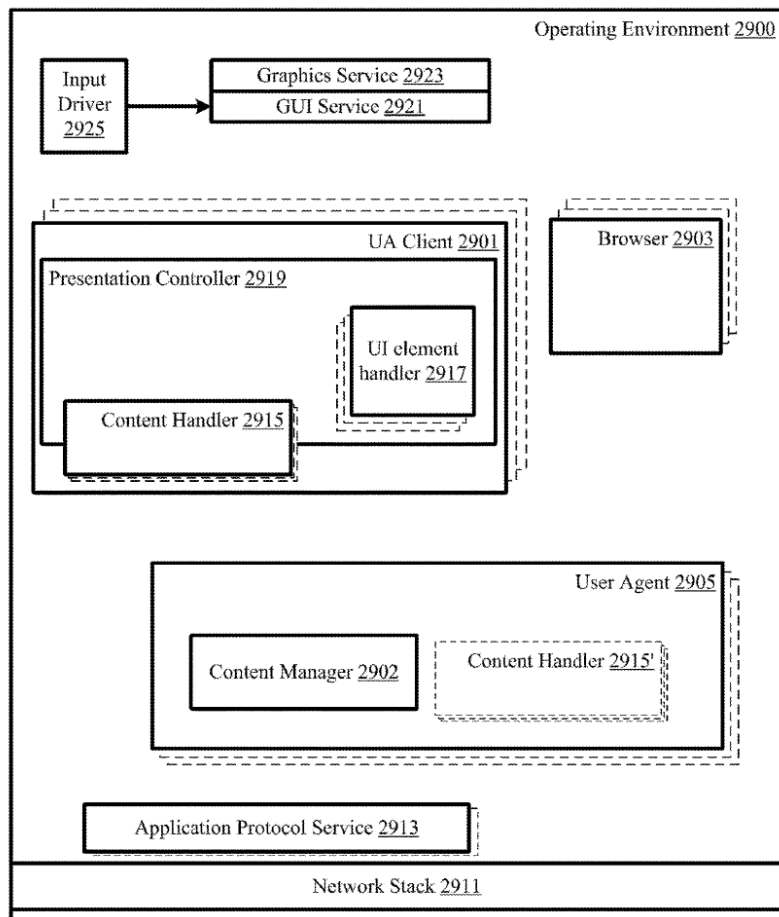 Operating Environment 2900
Input
Driver
2925
Graphics Service 2923
GUI Service 2921
UA Client 2901
Browser 2903
Presentation Controller 2919
UI element
handler 2917
Content Handler 2915
User Agent 2905
Content Manager 2902
Content Handler 2915'
Application Protocol Service 2913
Network Stack 2911